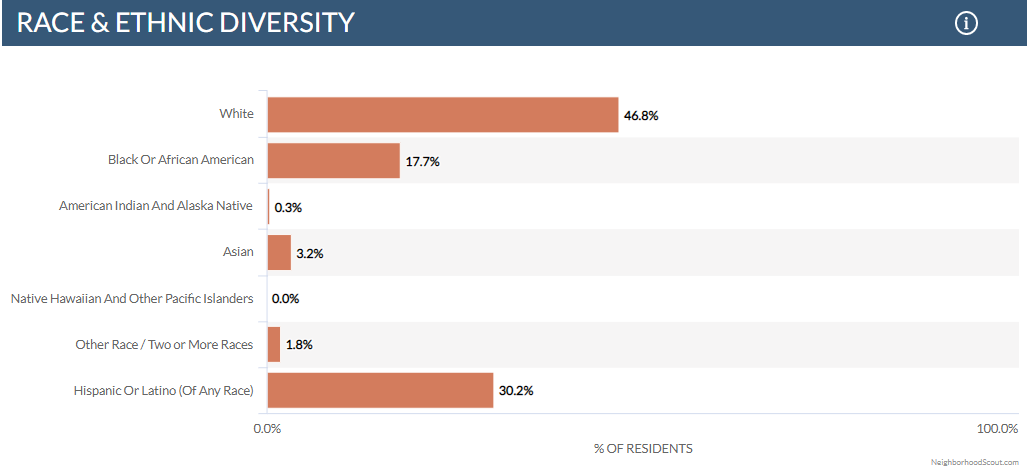 RACE & ETHNIC DIVERSITY
White 46.8%
Black Or African American 17.7%
American Indian And Alaska Native 0.3%
Asian 3.2%
Native Hawaiian And Other Pacific Islanders 0.0%
Other Race / Two or More Races 1.8%
Hispanic Or Latino (Of Any Race) 30.2%
0.0% 100.0%
% OF RESIDENTS
NeighborhoodScout.com